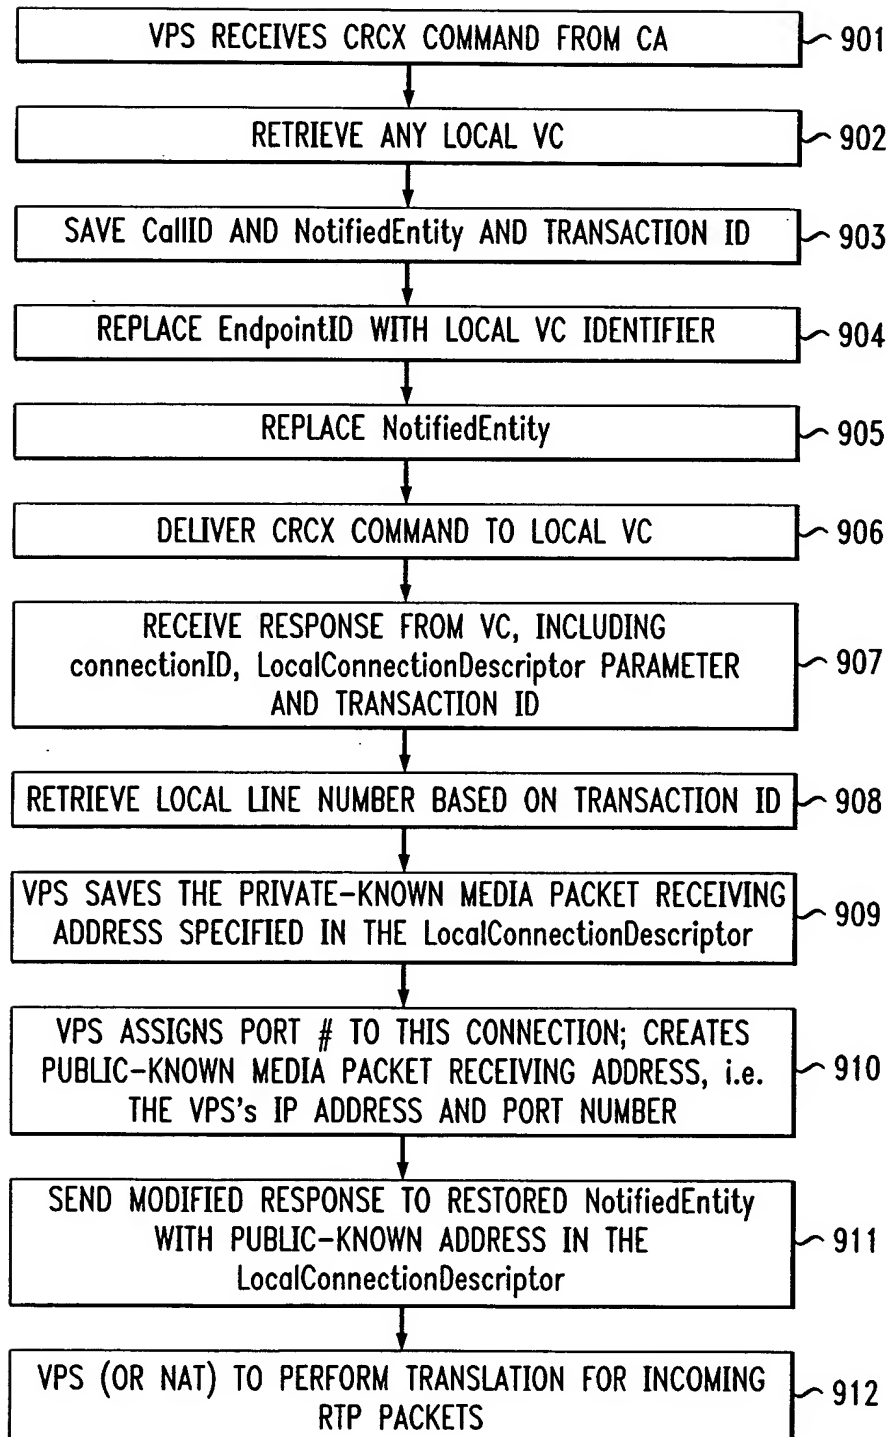 VPS RECEIVES CRCX COMMAND FROM CA
901
RETRIEVE ANY LOCAL VC
902
SAVE CallID AND NotifiedEntity AND TRANSACTION ID
903
REPLACE EndpointID WITH LOCAL VC IDENTIFIER
904
REPLACE NotifiedEntity
905
DELIVER CRCX COMMAND TO LOCAL VC
906
RECEIVE RESPONSE FROM VC, INCLUDING
connectionID, LocalConnectionDescriptor PARAMETER
AND TRANSACTION ID
907
RETRIEVE LOCAL LINE NUMBER BASED ON TRANSACTION ID
908
VPS SAVES THE PRIVATE-KNOWN MEDIA PACKET RECEIVING
ADDRESS SPECIFIED IN THE LocalConnectionDescriptor
909
VPS ASSIGNS PORT # TO THIS CONNECTION; CREATES
PUBLIC-KNOWN MEDIA PACKET RECEIVING ADDRESS, i.e.
THE VPS's IP ADDRESS AND PORT NUMBER
910
SEND MODIFIED RESPONSE TO RESTORED NotifiedEntity
WITH PUBLIC-KNOWN ADDRESS IN THE
LocalConnectionDescriptor
911
VPS (OR NAT) TO PERFORM TRANSLATION FOR INCOMING
RTP PACKETS
912